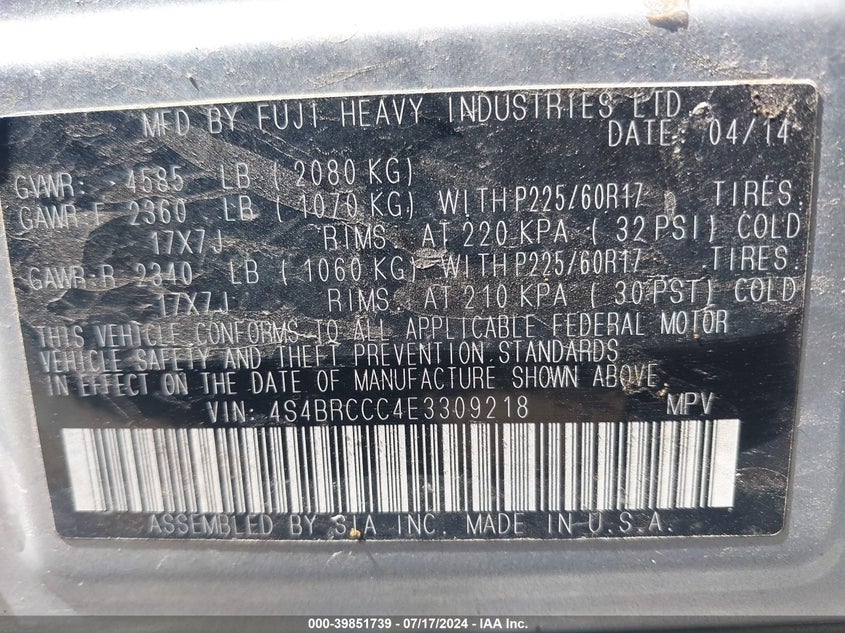 MFD BY FUJI HEAVY INDUSTRIES LTD.
DATE: 04/14
GVWR: 4585 LB ( 2080 KG)
GAWR-F 2360 LB ( 1070 KG) WITH P225/60R17 TIRES.
17X7J RIMS. AT 220 KPA ( 32 PSI) COLD
GAWR-R 2340 LB ( 1060 KG) WITH P225/60R17 TIRES.
17X7J RIMS. AT 210 KPA ( 30 PSI) COLD
THIS VEHICLE CONFORMS TO ALL APPLICABLE FEDERAL MOTOR
VEHICLE SAFETY AND THEFT PREVENTION STANDARDS
IN EFFECT ON THE DATE OF MANUFACTURE SHOWN ABOVE.
VIN: 4S4BRCCC4E3309218 MPV
ASSEMBLED BY SIA INC. MADE IN U.S.A.
000-39851739 - 07/17/2024 - IAA Inc.